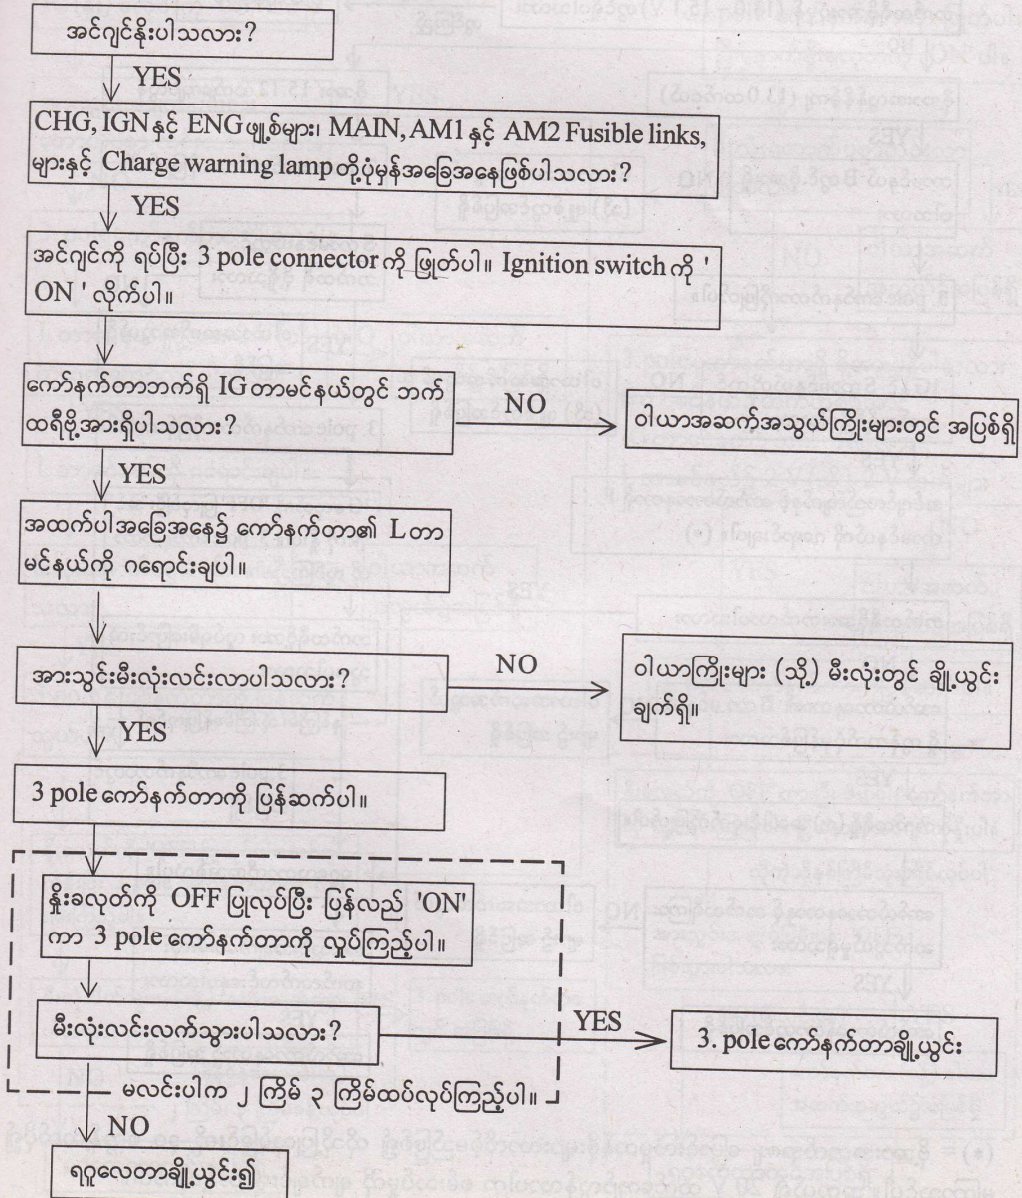 အင်ဂျင်နိုးပါသလား?
YES
CHG, IGN နှင့် ENG ဖျူ့စ်များ၊ MAIN, AM1 နှင့် AM2 Fusible links,
များနှင့် Charge warning lamp တို့ပုံမှန်အခြေအနေဖြစ်ပါသလား?
YES
အင်ဂျင်ကို ရပ်ပြီး 3 pole connector ကို ဖြုတ်ပါ။ Ignition switch ကို '
ON ' လိုက်ပါ။
ကော်နက်တာဘက်ရှိ IG တာမင်နယ်တွင် ဘက်
ထရီဗို့အားရှိပါသလား?
NO
ဝါယာအဆက်အသွယ်ကြိုးများတွင် အပြစ်ရှိ
YES
အထက်ပါအခြေအနေ၌ ကော်နက်တာ၏ L တာ
မင်နယ်ကို ဂရောင်းချပါ။
အားသွင်းမီးလုံးလင်းလာပါသလား?
NO
ဝါယာကြိုးများ (သို့) မီးလုံးတွင် ချို့ယွင်း
ချက်ရှိ။
YES
3 pole ကော်နက်တာကို ပြန်ဆက်ပါ။
နှိုးခလုတ်ကို OFF ပြုလုပ်ပြီး ပြန်လည် 'ON'
ကာ 3 pole ကော်နက်တာကို လှုပ်ကြည့်ပါ။
မီးလုံးလင်းလက်သွားပါသလား?
YES
3. pole ကော်နက်တာချို့ယွင်း
မလင်းပါက ၂ ကြိမ် ၃ ကြိမ်ထပ်လုပ်ကြည့်ပါ။
NO
ရဂူလေတာချို့ယွင်း၍